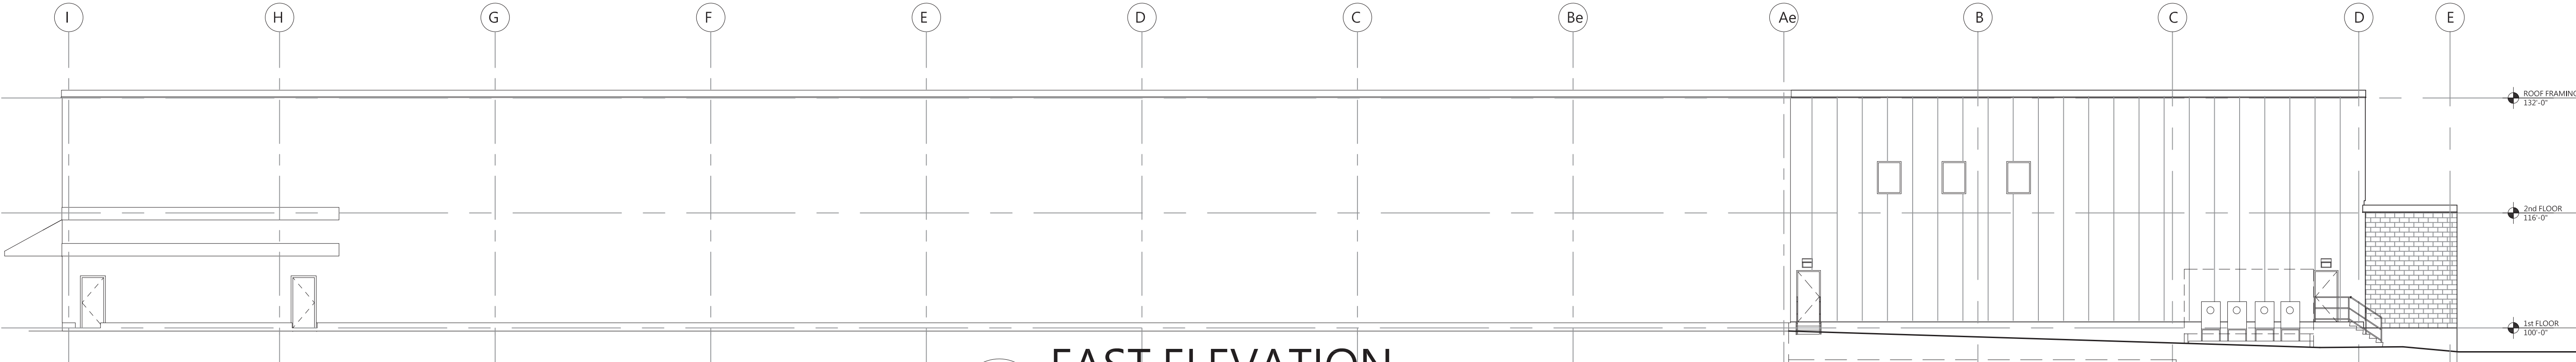 I H G F E D C Be Ae B C D E
ROOF FRAMING
132'-0"
2nd FLOOR
116'-0"
1st FLOOR
100'-0"
EAST ELEVATION